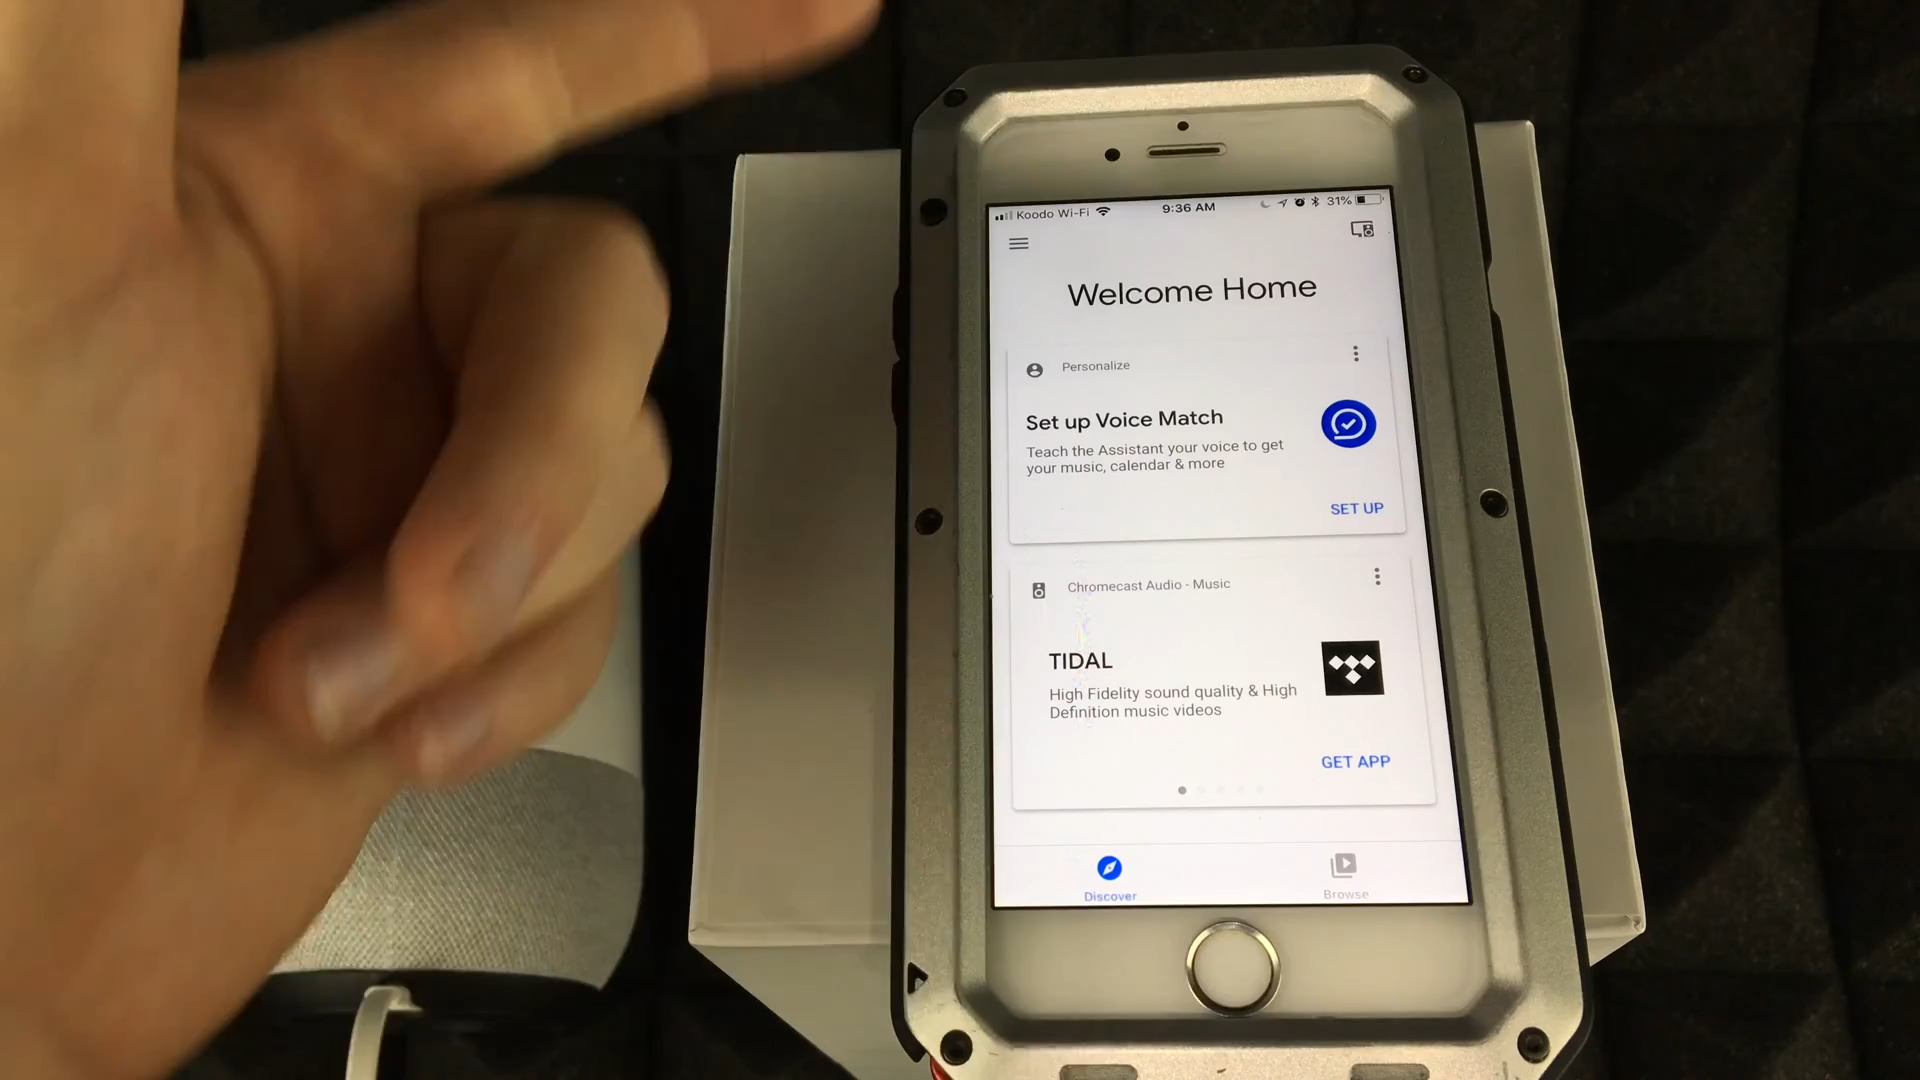 Koodo Wi-Fi 9:36 AM 31%
Welcome Home
Personalize
Set up Voice Match
Teach the Assistant your voice to get
your music, calendar & more
SET UP
Chromecast Audio - Music
TIDAL
High Fidelity sound quality & High
Definition music videos
GET APP
Discover Browse